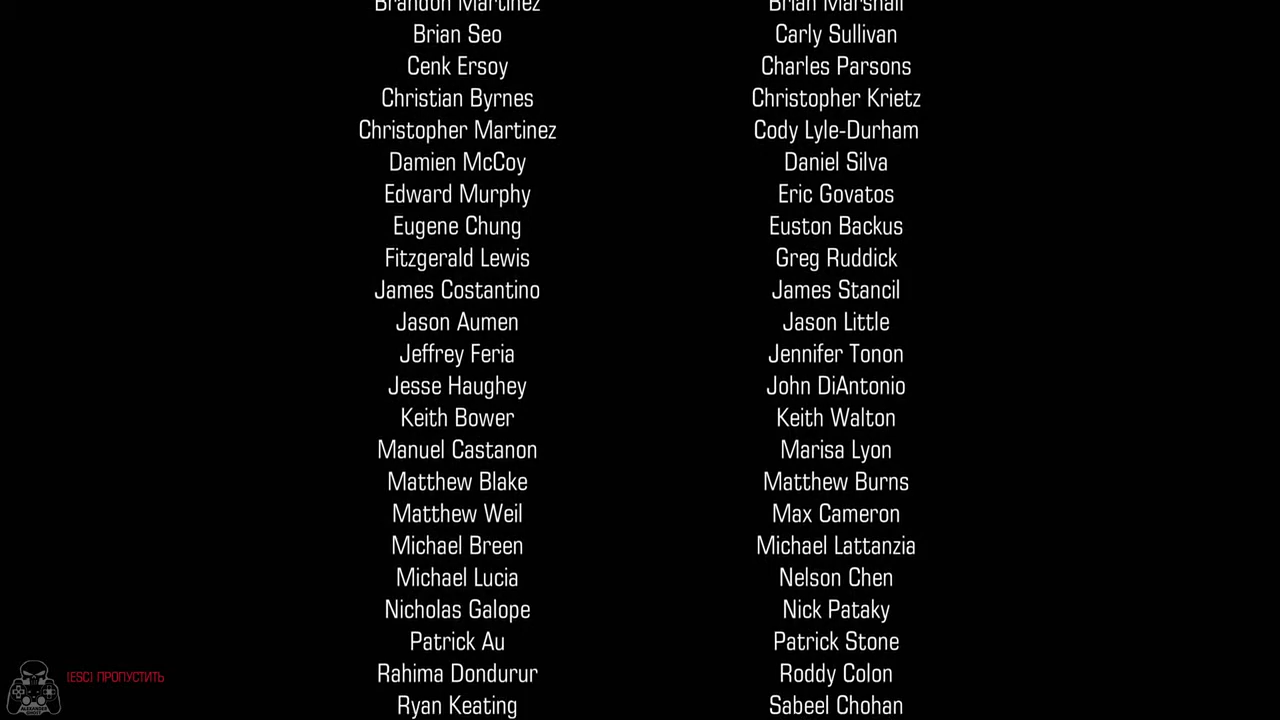 Brandon Martinez Brian Marshall
Brian Seo Carly Sullivan
Cenk Ersoy Charles Parsons
Christian Byrnes Christopher Krietz
Christopher Martinez Cody Lyle-Durham
Damien McCoy Daniel Silva
Edward Murphy Eric Govatos
Eugene Chung Euston Backus
Fitzgerald Lewis Greg Ruddick
James Costantino James Stancil
Jason Aumen Jason Little
Jeffrey Feria Jennifer Tonon
Jesse Haughey John DiAntonio
Keith Bower Keith Walton
Manuel Castanon Marisa Lyon
Matthew Blake Matthew Burns
Matthew Weil Max Cameron
Michael Breen Michael Lattanzia
Michael Lucia Nelson Chen
Nicholas Galope Nick Pataky
Patrick Au Patrick Stone
Rahima Dondurur Roddy Colon
[ESC] ПРОПУСТИТЬ
Ryan Keating Sabeel Chohan